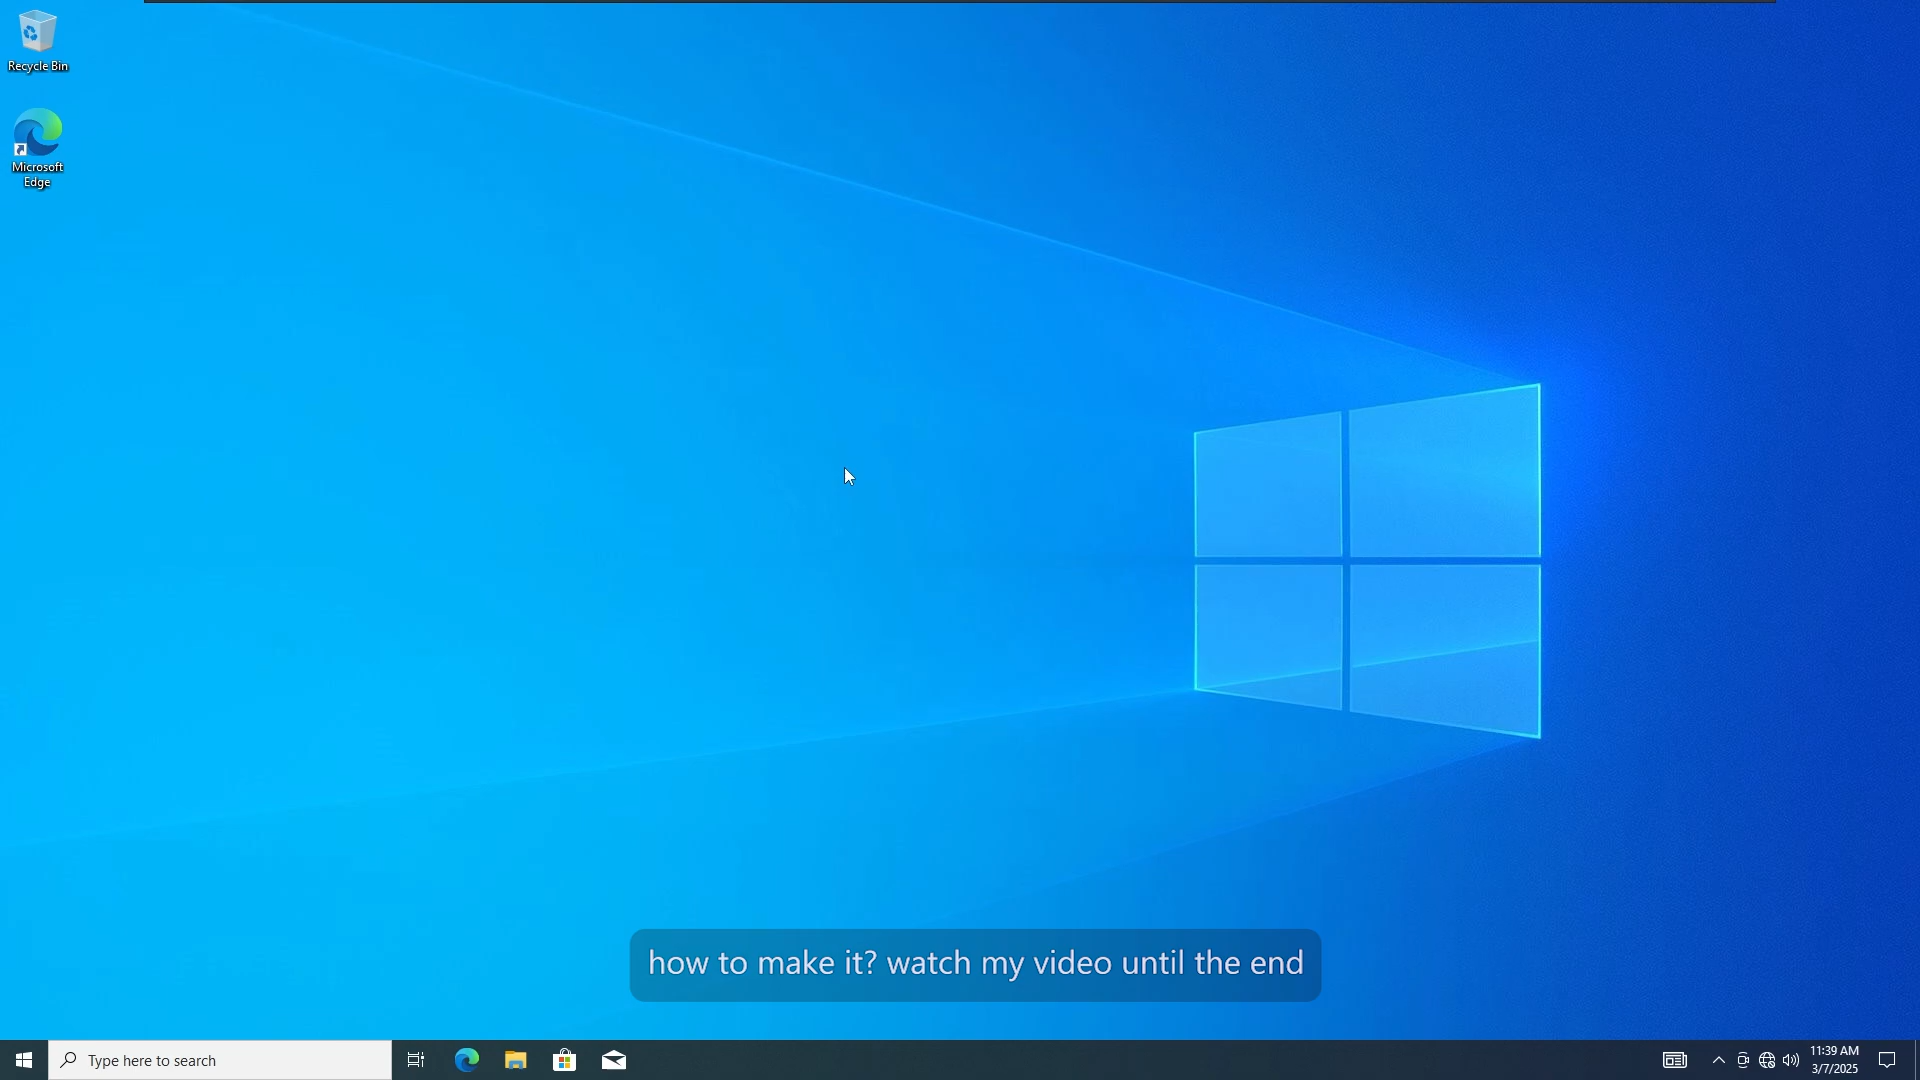 Recycle Bin
Microsoft
Edge
how to make it? watch my video until the end
Type here to search
11:39 AM
3/7/2025